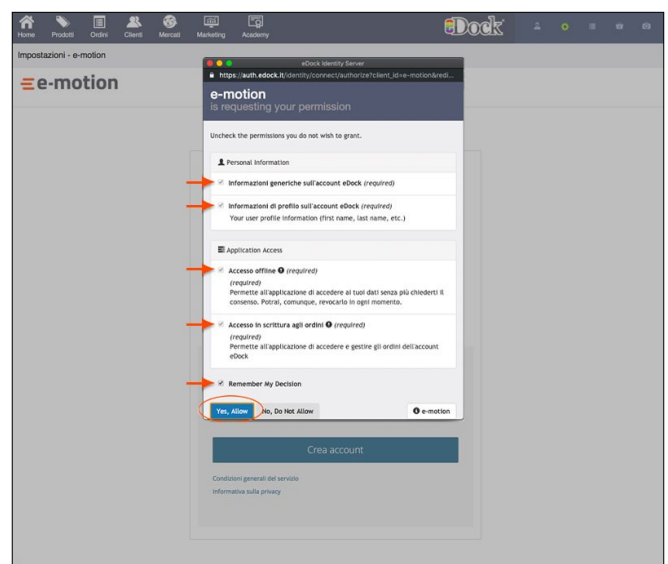 Home Prodotti Ordini Clienti Mercati Marketing Academy eDock
Impostazioni - e-motion
e-motion
eDock Identity Server
https://auth.edock.it/identity/connect/authorize?client_id=e-motion&redi...
e-motion
is requesting your permission
Uncheck the permissions you do not wish to grant.
Personal Information
Informazioni generiche sull'account eDock (required)
Informazioni di profilo sull'account eDock (required)
Your user profile information (first name, last name, etc.)
Application Access
Accesso offline (required)
(required)
Permette all'applicazione di accedere ai tuoi dati senza più chiederti il
consenso. Potrai, comunque, revocarlo in ogni momento.
Accesso in scrittura agli ordini (required)
(required)
Permette all'applicazione di accedere e gestire gli ordini dell'account
eDock
Remember My Decision
Yes, Allow No, Do Not Allow e-motion
Crea account
Condizioni generali del servizio
Informativa sulla privacy